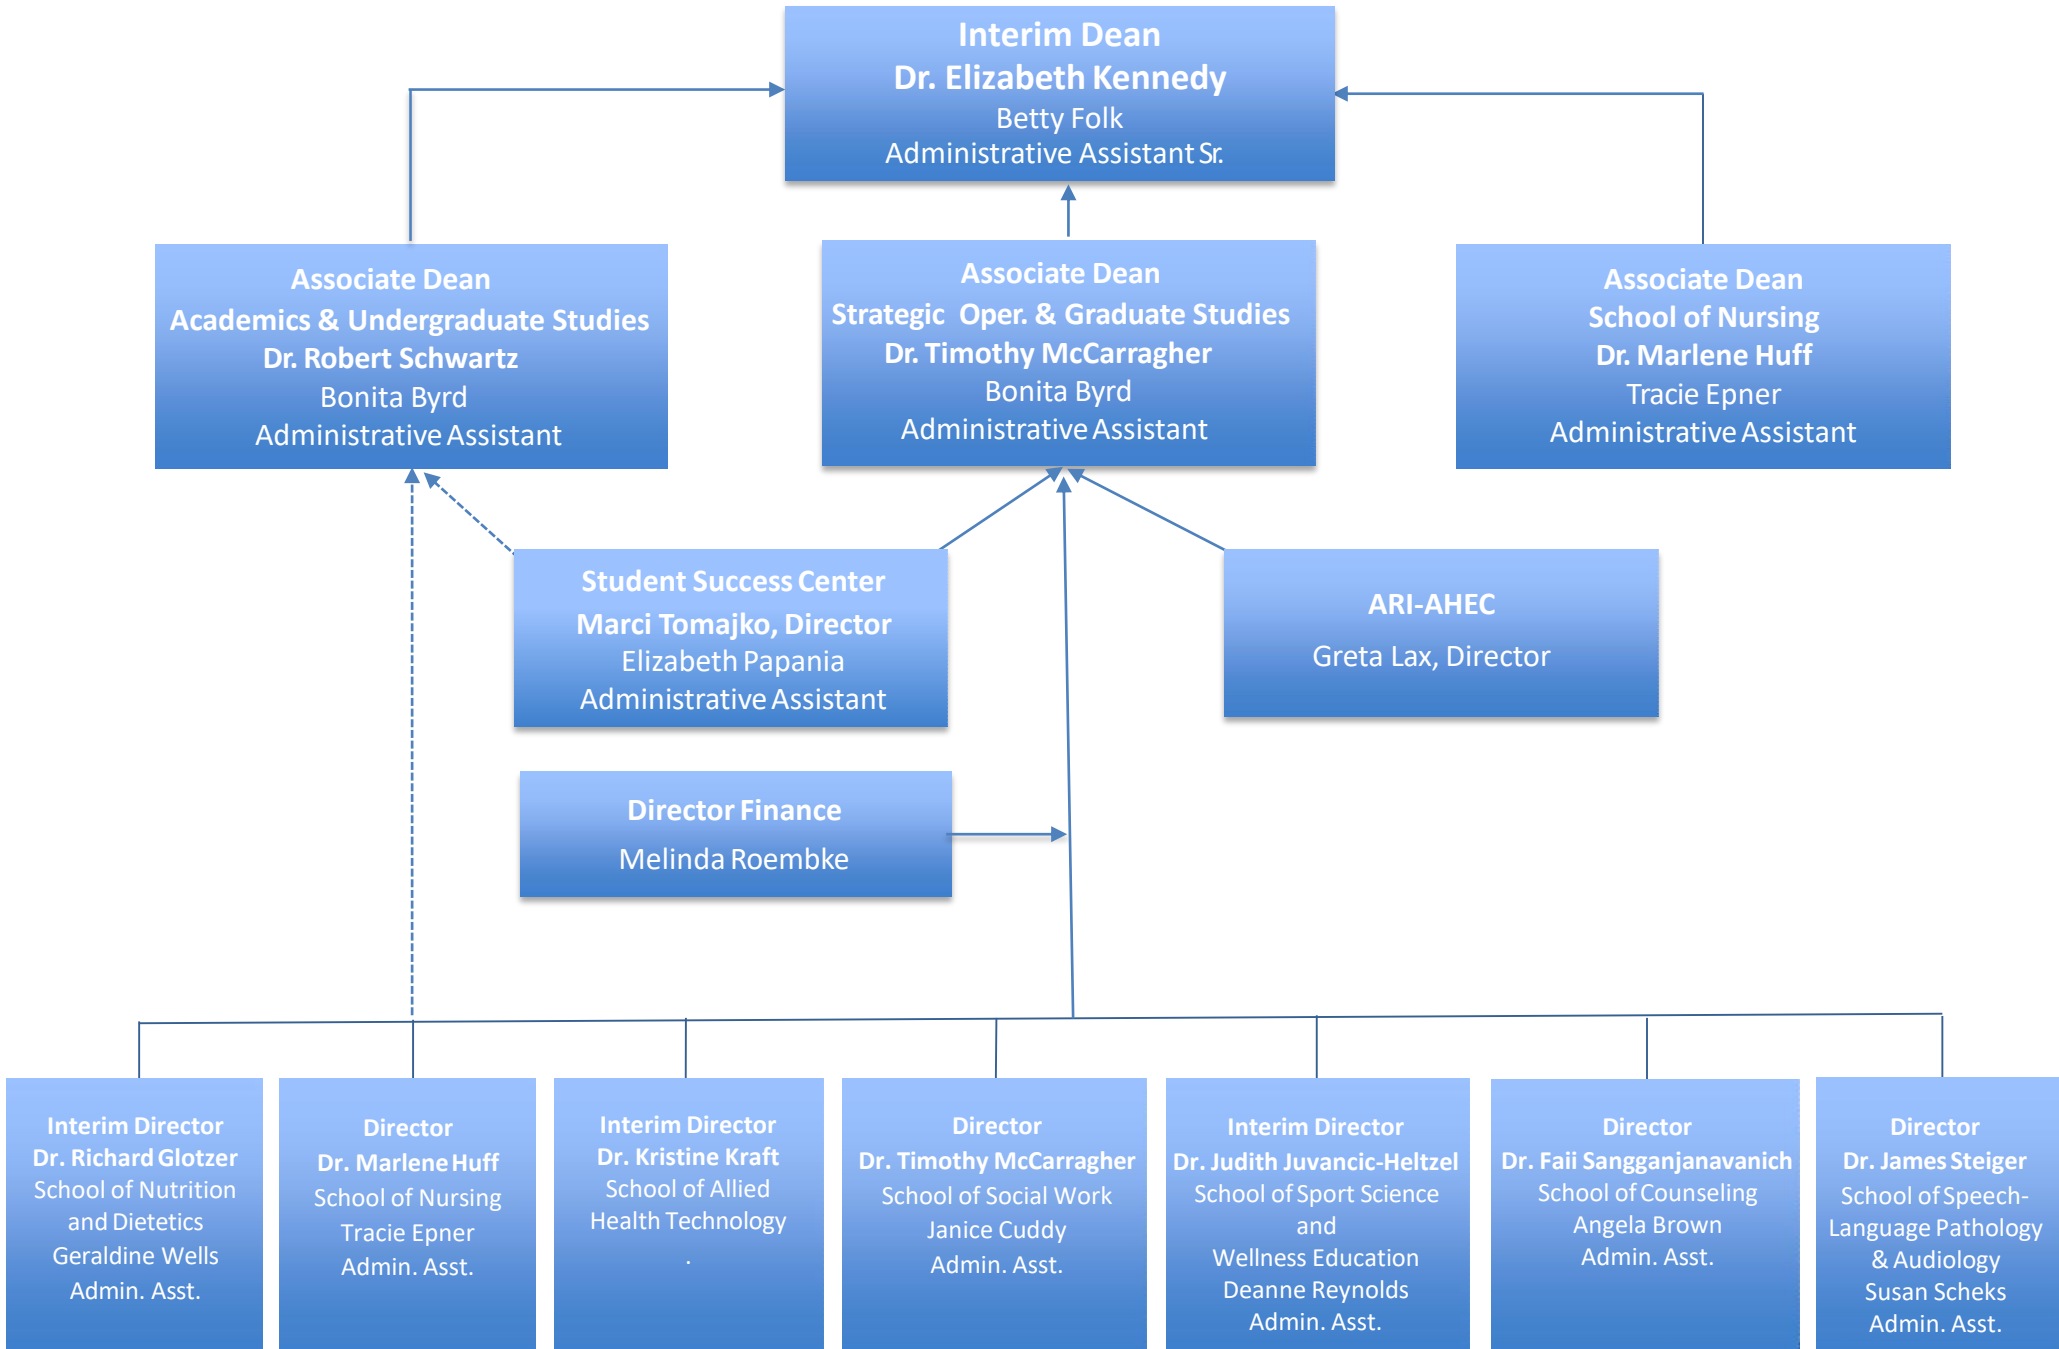 Interim Dean
Dr. Elizabeth Kennedy
Betty Folk
Administrative Assistant Sr.
Associate Dean
Academics & Undergraduate Studies
Dr. Robert Schwartz
Bonita Byrd
Administrative Assistant
Associate Dean
Strategic Oper. & Graduate Studies
Dr. Timothy McCarragher
Bonita Byrd
Administrative Assistant
Associate Dean
School of Nursing
Dr. Marlene Huff
Tracie Epner
Administrative Assistant
Student Success Center
Marci Tomajko, Director
Elizabeth Papania
Administrative Assistant
ARI-AHEC
Greta Lax, Director
Director Finance
Melinda Roembke
Interim Director
Dr. Richard Glotzer
School of Nutrition
and Dietetics
Geraldine Wells
Admin. Asst.
Director
Dr. Marlene Huff
School of Nursing
Tracie Epner
Admin. Asst.
Interim Director
Dr. Kristine Kraft
School of Allied
Health Technology
.
Director
Dr. Timothy McCarragher
School of Social Work
Janice Cuddy
Admin. Asst.
Interim Director
Dr. Judith Juvancic-Heltzel
School of Sport Science
and
Wellness Education
Deanne Reynolds
Admin. Asst.
Director
Dr. Faii Sangganjanavanich
School of Counseling
Angela Brown
Admin. Asst.
Director
Dr. James Steiger
School of Speech-
Language Pathology
& Audiology
Susan Scheks
Admin. Asst.